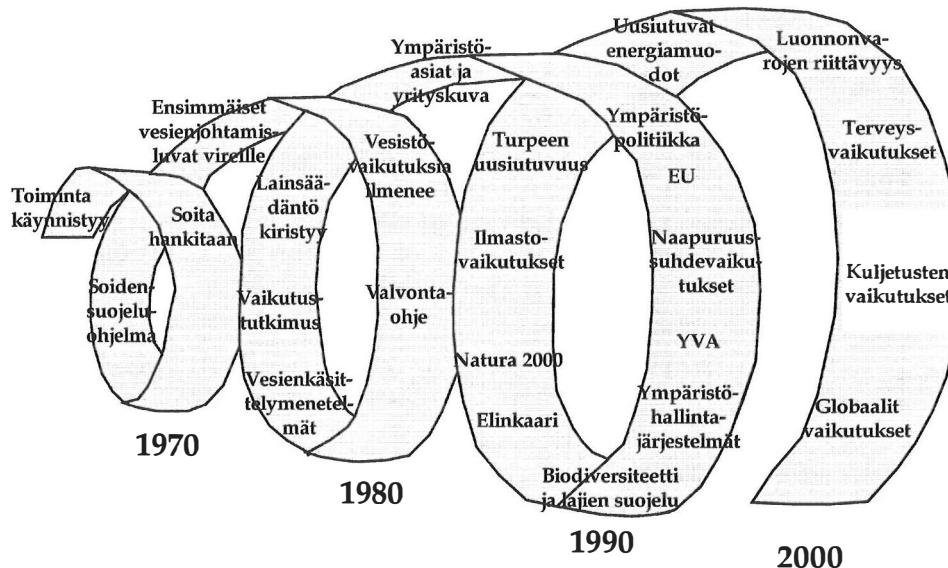 Toiminta
käynnistyy
Soiden-
suojelu-
ohjelma
Soita
hankitaan
1970
Ensimmäiset
vesienjohtamis-
luvat vireille
Lainsää-
däntö
kiristyy
Vaikutus-
tutkimus
Vesienkäsit-
telymenetel-
mät
Vesistö-
vaikutuksia
ilmenee
Valvonta-
ohje
1980
Ympäristö-
asiat ja
yrityskuva
Turpeen
uusiutuvuus
Ilmasto-
vaikutukset
Natura 2000
Elinkaari
Biodiversiteetti
ja lajien suojelu
Ympäristö-
politiikka
EU
Naapuruus-
suhdevaiku-
tukset
YVA
Ympäristö-
hallinta-
järjestelmät
1990
Uusiutuvat
energiamuo-
dot
Luonnonva-
rojen riittävyys
Terveys-
vaikutukset
Kuljetusten
vaikutukset
Globaalit
vaikutukset
2000